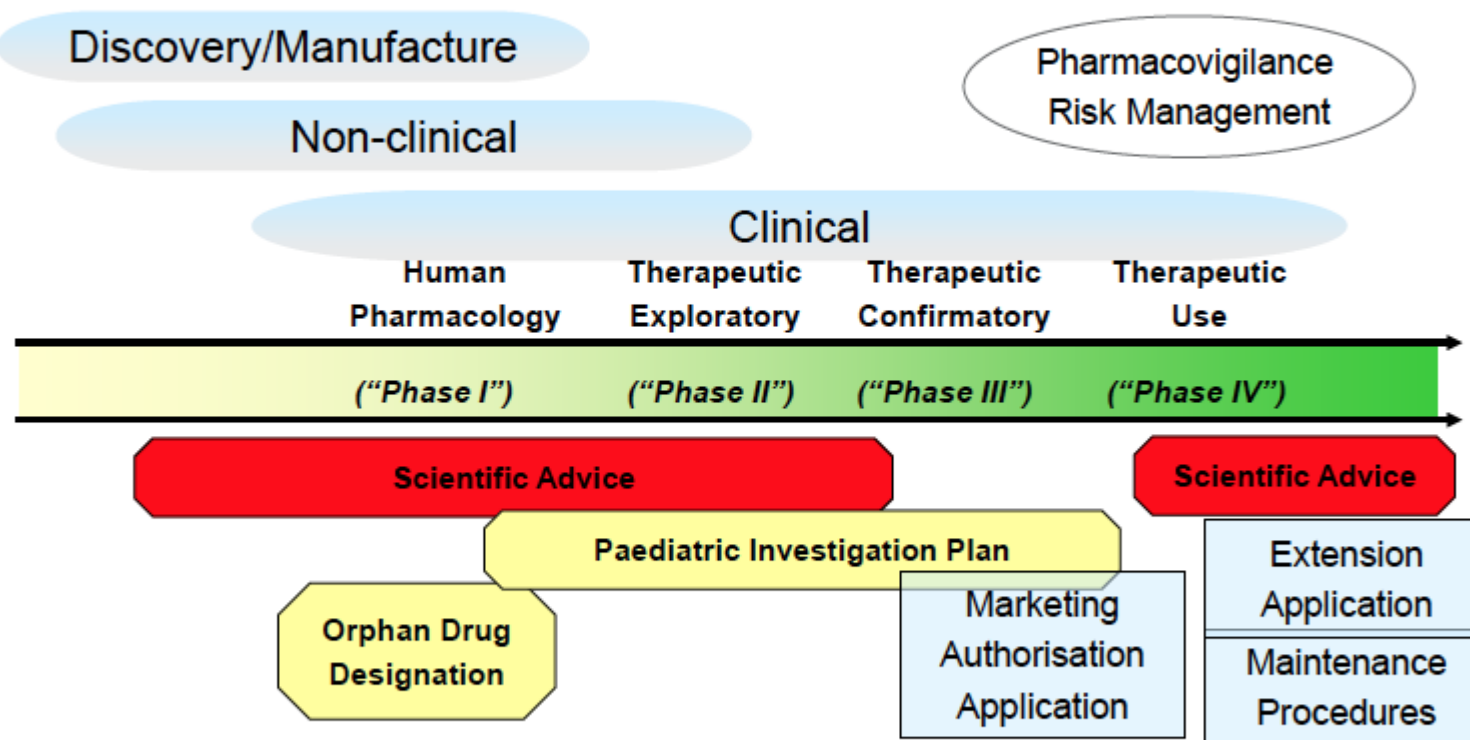 Discovery/Manufacture
Pharmacovigilance
Risk Management
Non-clinical
Clinical
Human
Pharmacology
Therapeutic
Exploratory
Therapeutic
Confirmatory
Therapeutic
Use
(“Phase I”)
(“Phase II”)
(“Phase III”)
(“Phase IV”)
Scientific Advice
Scientific Advice
Paediatric Investigation Plan
Orphan Drug
Designation
Marketing
Authorisation
Application
Extension
Application
Maintenance
Procedures